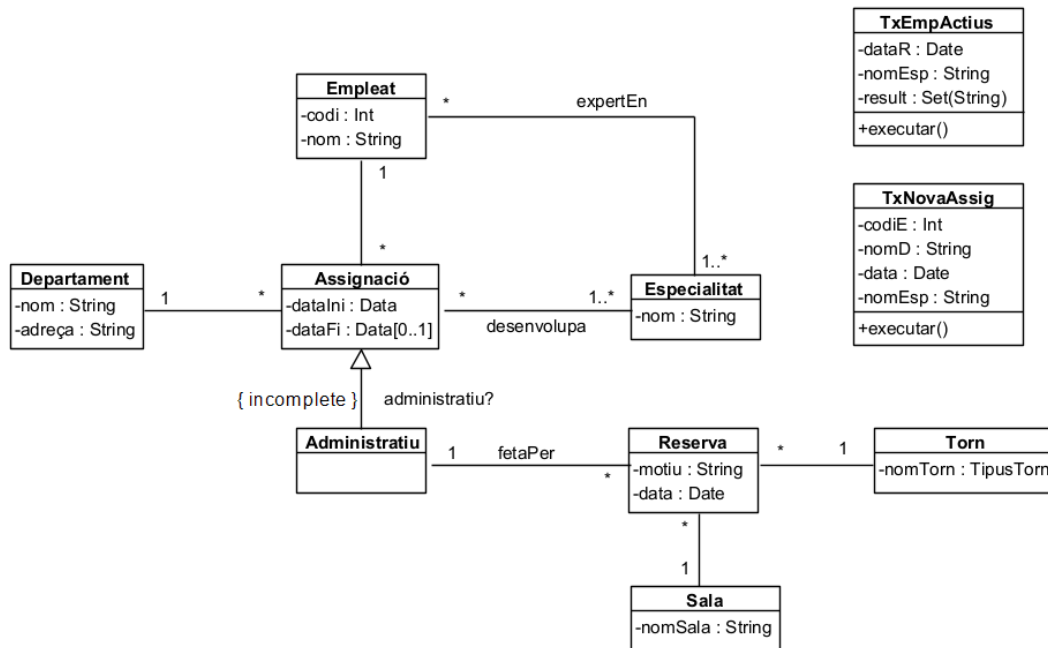 TxEmpActius
-dataR : Date
-nomEsp : String
-result : Set(String)
+executar()
Empleat
-codi : Int
-nom : String
*
expertEn
1
TxNovaAssig
-codiE : Int
-nomD : String
-data : Date
-nomEsp : String
+executar()
*
1..*
Departament
-nom : String
-adreça : String
1
*
Assignació
-dataIni : Data
-dataFi : Data[0..1]
*
1..*
desenvolupa
Especialitat
-nom : String
{ incomplete }
administratiu?
Administratiu
1
fetaPer
*
Reserva
-motiu : String
-data : Date
*
1
Torn
-nomTorn : TipusTorn
*
1
Sala
-nomSala : String